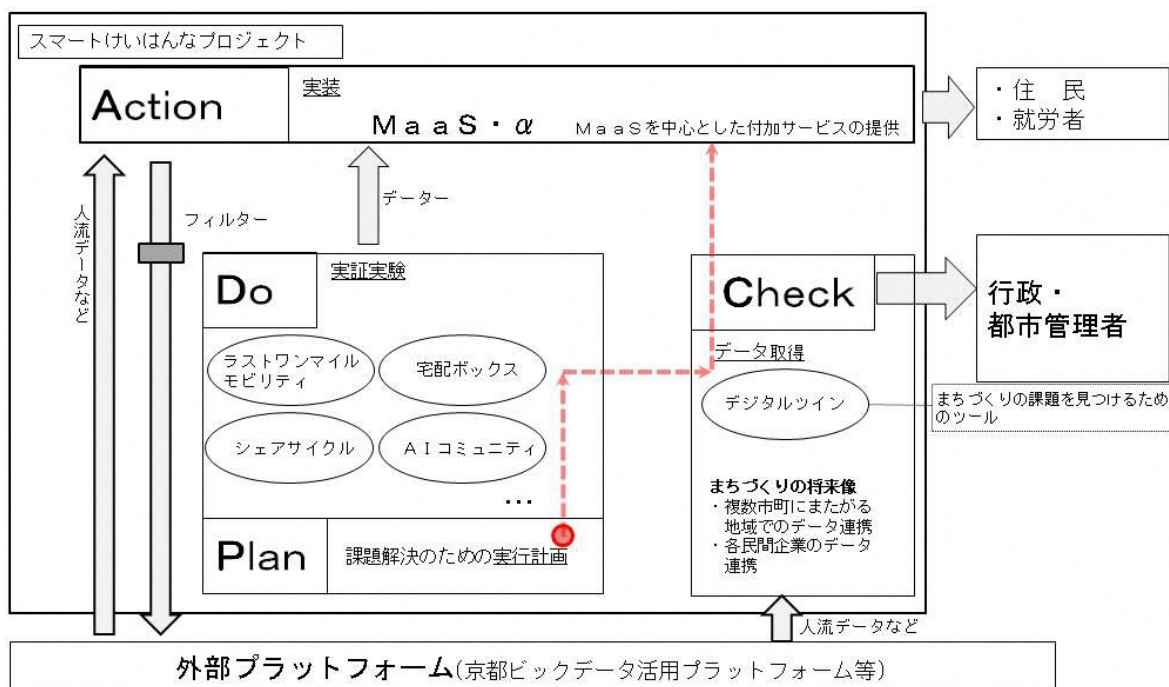 スマートけいはんなプロジェクト
Action
実装
MaaS・α
MaaSを中心とした付加サービスの提供
・住　民
・就労者
人流データなど
フィルター
データー
Do
実証実験
ラストワンマイル
モビリティ
宅配ボックス
シェアサイクル
AIコミュニティ
...
Plan
課題解決のための実行計画
Check
データ取得
デジタルツイン
まちづくりの将来像
・複数市町にまたがる
地域でのデータ連携
・各民間企業のデータ
連携
行政・
都市管理者
まちづくりの課題を見つけるため
のツール
人流データなど
外部プラットフォーム(京都ビックデータ活用プラットフォーム等)